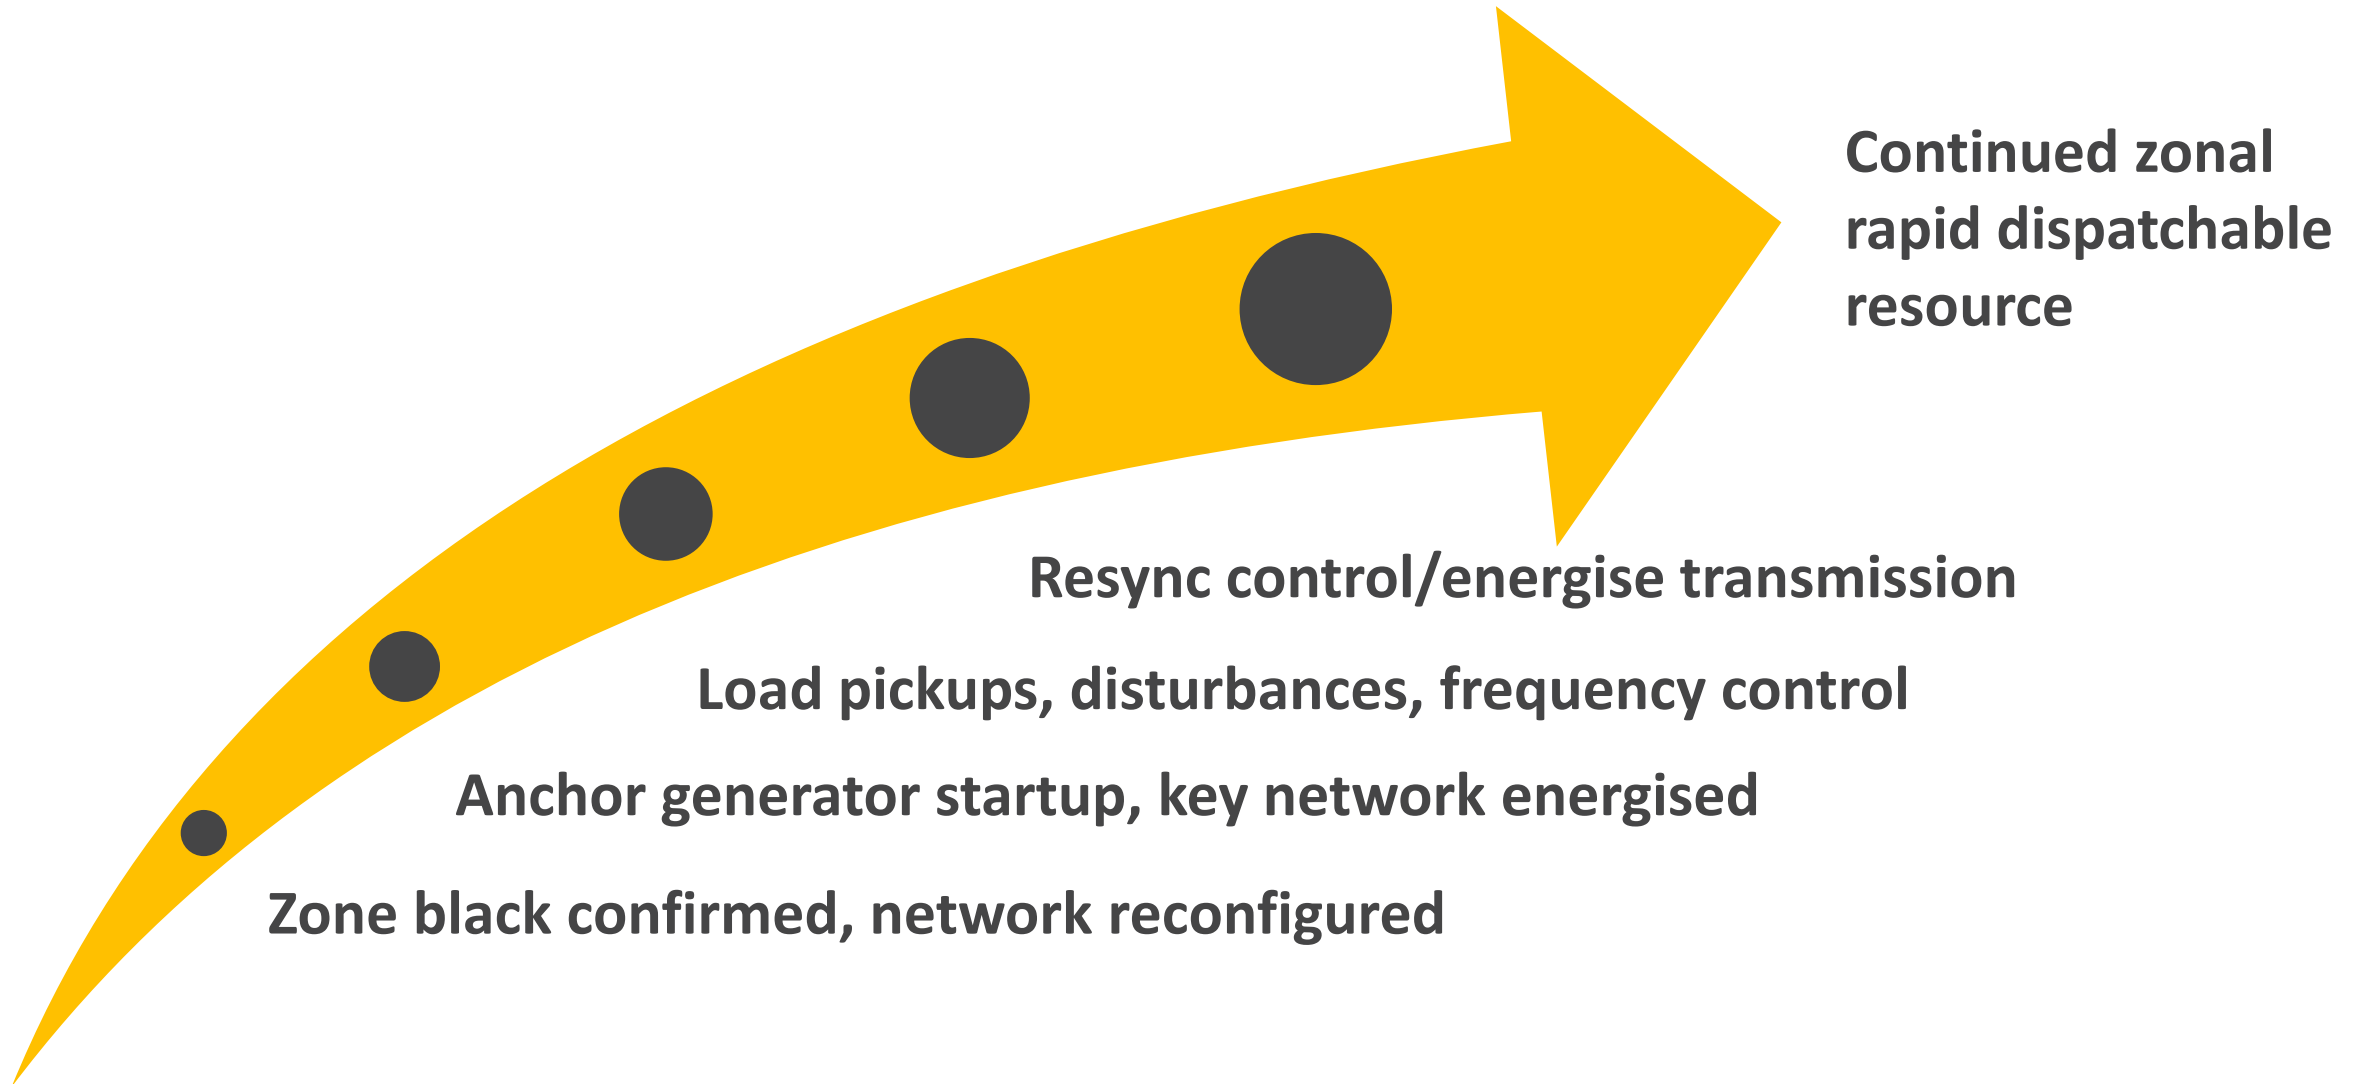 Continued zonal
rapid dispatchable
resource
Resync control/energise transmission
Load pickups, disturbances, frequency control
Anchor generator startup, key network energised
Zone black confirmed, network reconfigured